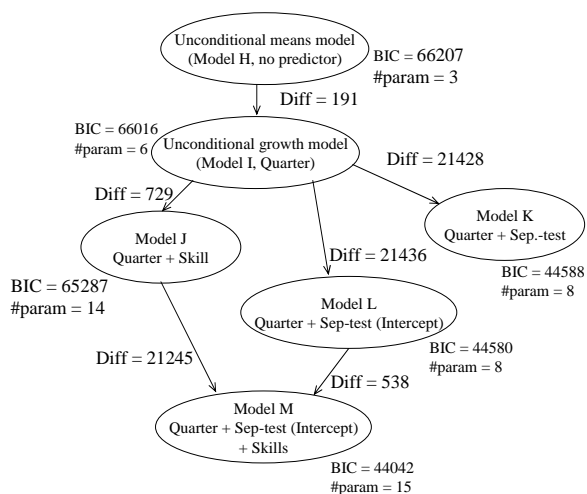 Unconditional means model
(Model H, no predictor)
BIC = 66207
#param = 3
Diff = 191
BIC = 66016
#param = 6
Unconditional growth model
(Model I, Quarter)
Diff = 21428
Diff = 729
Model J
Quarter + Skill
Model K
Quarter + Sep.-test
Diff = 21436
BIC = 65287
#param = 14
BIC = 44588
#param = 8
Model L
Quarter + Sep-test (Intercept)
Diff = 21245
BIC = 44580
#param = 8
Diff = 538
Model M
Quarter + Sep-test (Intercept)
+ Skills
BIC = 44042
#param = 15